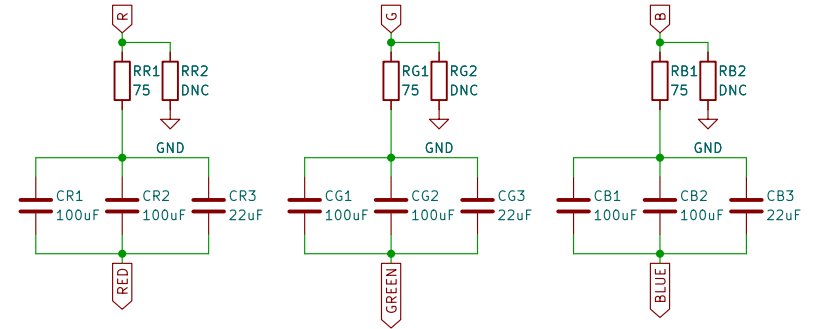 R
G
B
RR1
75
RR2
DNC
RG1
75
RG2
DNC
RB1
75
RB2
DNC
GND
GND
GND
CR1
100uF
CR2
100uF
CR3
22uF
CG1
100uF
CG2
100uF
CG3
22uF
CB1
100uF
CB2
100uF
CB3
22uF
RED
GREEN
BLUE